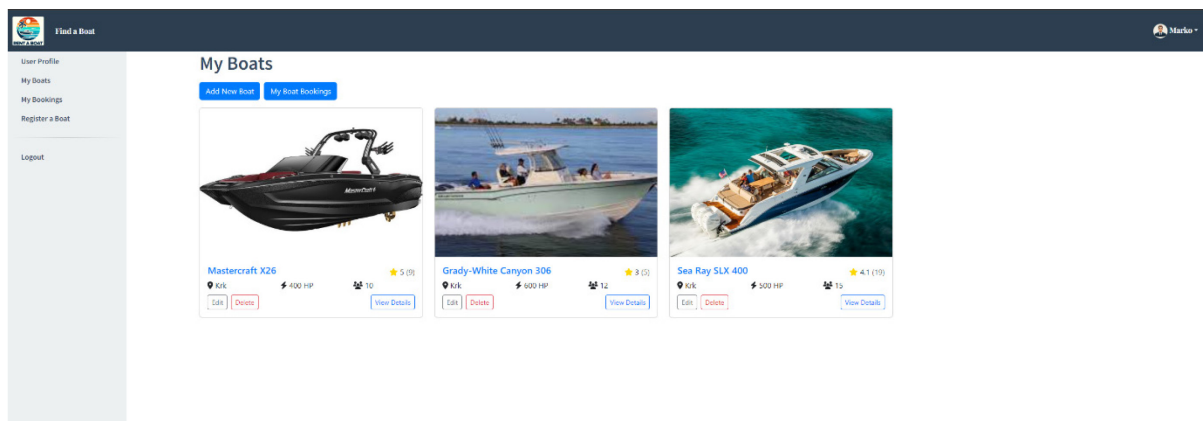 RENT A BOAT
Find a Boat
Marko
User Profile
My Boats
My Bookings
Register a Boat
Logout
My Boats
Add New Boat My Boat Bookings
MasterCraft
Mastercraft X26 5 (9)
Krk 400 HP 10
Edit Delete View Details
Grady-White Canyon 306 3 (5)
Krk 600 HP 12
Edit Delete View Details
Sea Ray SLX 400 4.1 (19)
Krk 500 HP 15
Edit Delete View Details